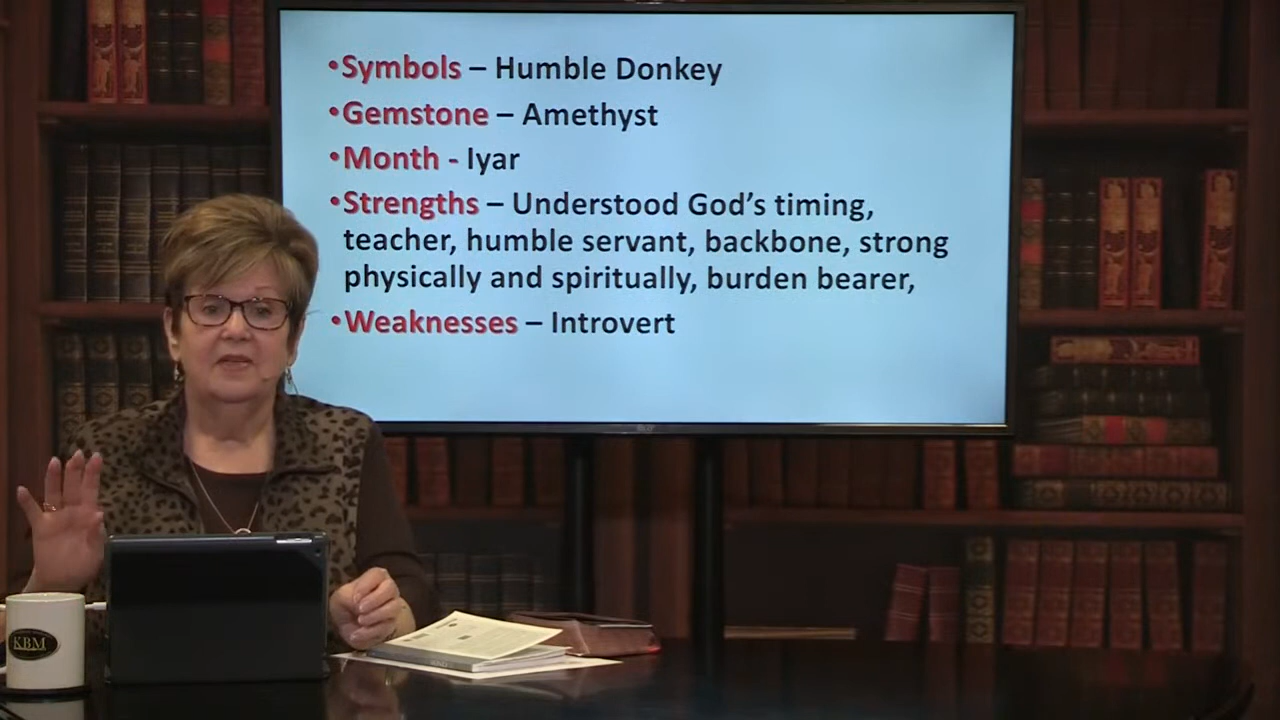 •Symbols – Humble Donkey
•Gemstone – Amethyst
•Month - Iyar
•Strengths – Understood God’s timing,
teacher, humble servant, backbone, strong
physically and spiritually, burden bearer,
•Weaknesses – Introvert
KBM